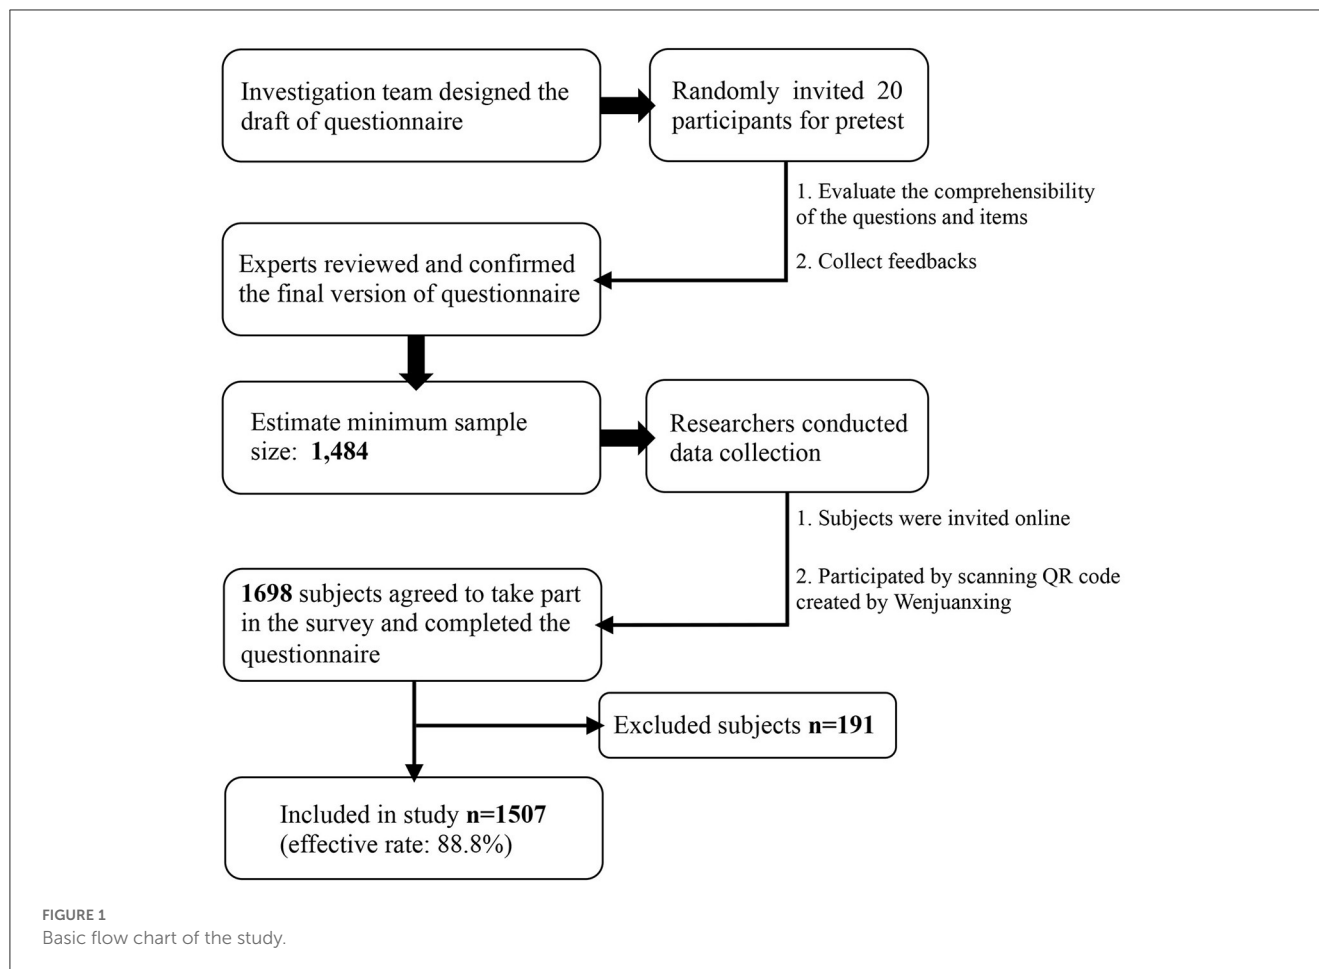 Investigation team designed the
draft of questionnaire
Randomly invited 20
participants for pretest
1. Evaluate the comprehensibility
of the questions and items
2. Collect feedbacks
Experts reviewed and confirmed
the final version of questionnaire
Estimate minimum sample
size: 1,484
Researchers conducted
data collection
1. Subjects were invited online
2. Participated by scanning QR code
created by Wenjuanxing
1698 subjects agreed to take part
in the survey and completed the
questionnaire
Excluded subjects n=191
Included in study n=1507
(effective rate: 88.8%)
FIGURE 1
Basic flow chart of the study.